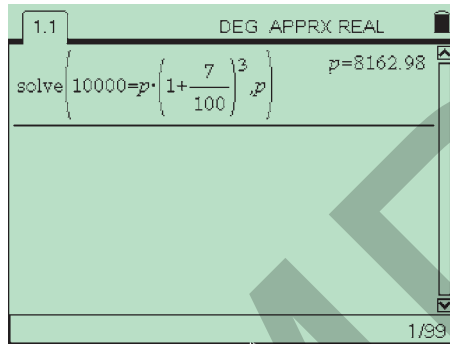 1.1 DEG APPRX REAL
solve(10000=p·(1+7/100)^3,p) p=8162.98
1/99